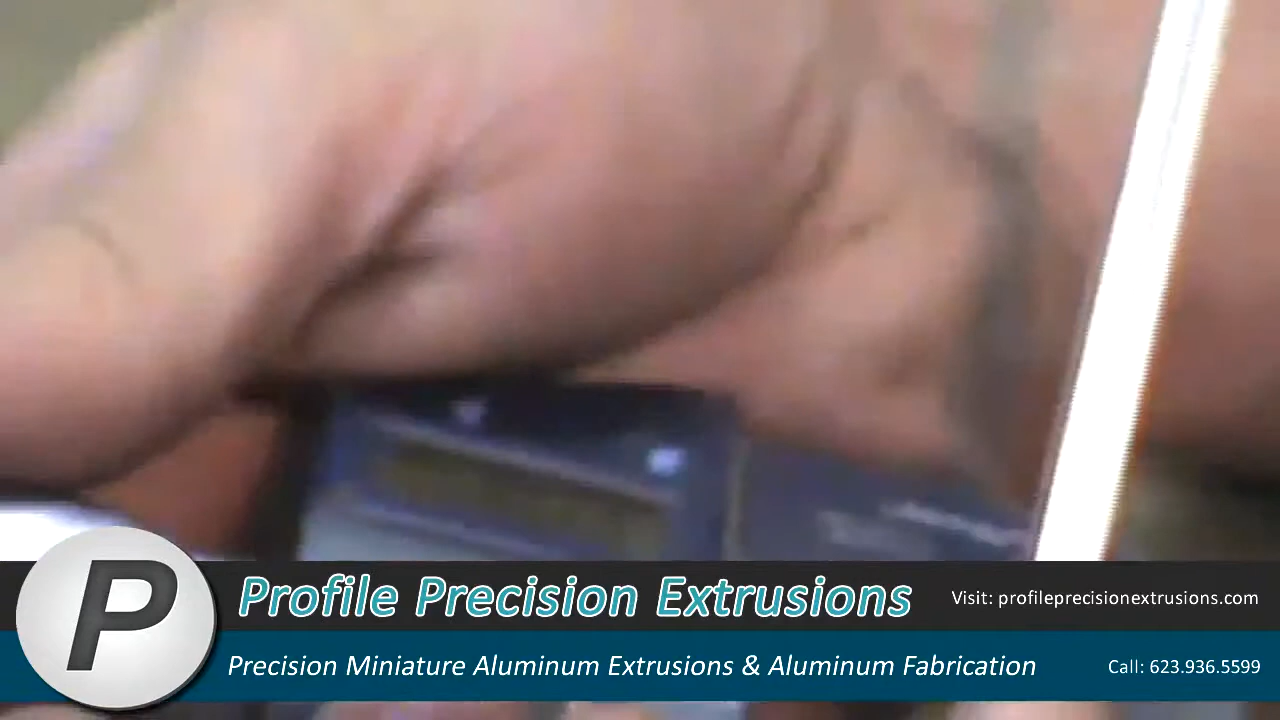 P
Profile Precision Extrusions
Visit: profileprecisionextrusions.com
Precision Miniature Aluminum Extrusions & Aluminum Fabrication
Call: 623.936.5599